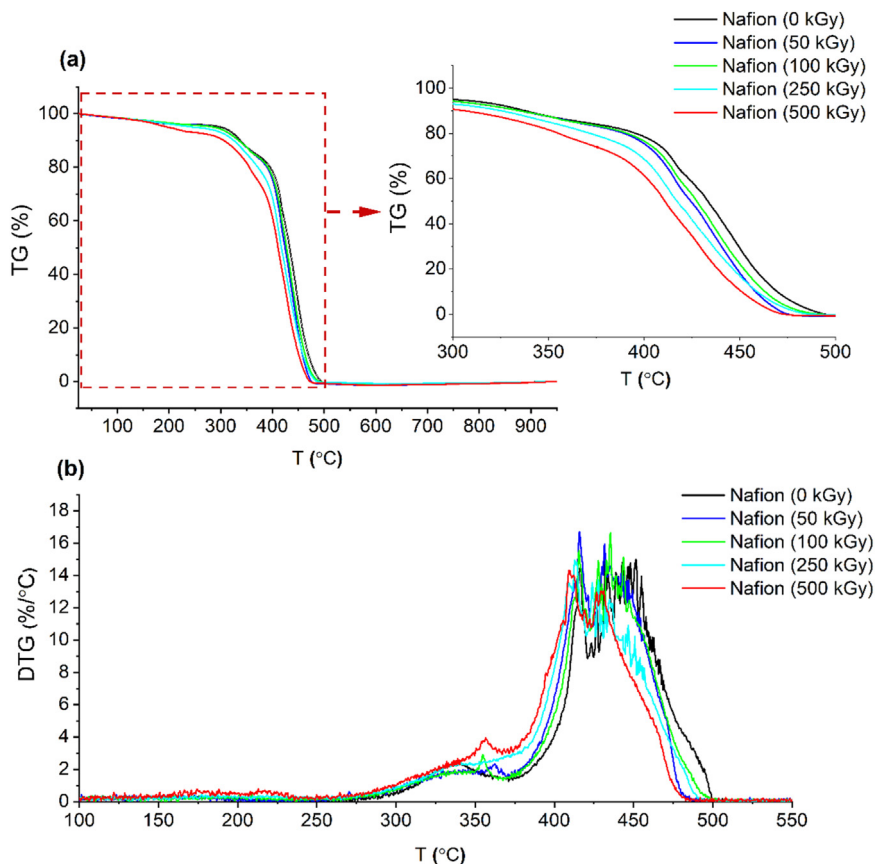 (a)
Nafion (0 kGy)
Nafion (50 kGy)
Nafion (100 kGy)
Nafion (250 kGy)
Nafion (500 kGy)
TG (%)
100
80
60
40
20
0
100 200 300 400 500 600 700 800 900
T (°C)
TG (%)
100
80
60
40
20
0
300 350 400 450 500
T (°C)
(b)
Nafion (0 kGy)
Nafion (50 kGy)
Nafion (100 kGy)
Nafion (250 kGy)
Nafion (500 kGy)
DTG (%/°C)
18
16
14
12
10
8
6
4
2
0
100 150 200 250 300 350 400 450 500 550
T (°C)